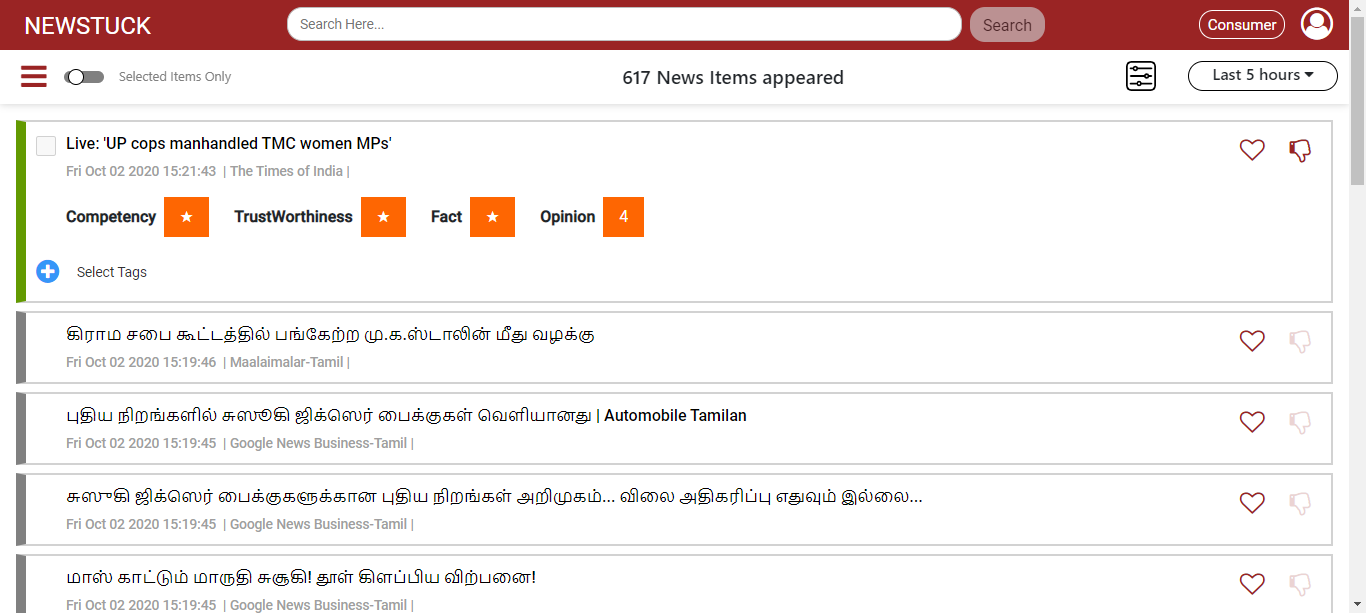 NEWSTUCK
Search Here...
Search
Consumer
Selected Items Only
617 News Items appeared
Last 5 hours
Live: 'UP cops manhandled TMC women MPs'
Fri Oct 02 2020 15:21:43 | The Times of India |
Competency ★ TrustWorthiness ★ Fact ★ Opinion 4
Select Tags
கிராம சபை கூட்டத்தில் பங்கேற்ற மு.க.ஸ்டாலின் மீது வழக்கு
Fri Oct 02 2020 15:19:46 | Maalaimalar-Tamil |
புதிய நிறங்களில் சுஸூகி ஜிக்ஸெர் பைக்குகள் வெளியானது | Automobile Tamilan
Fri Oct 02 2020 15:19:45 | Google News Business-Tamil |
சுஸுகி ஜிக்ஸெர் பைக்குகளுக்கான புதிய நிறங்கள் அறிமுகம்... விலை அதிகரிப்பு எதுவும் இல்லை...
Fri Oct 02 2020 15:19:45 | Google News Business-Tamil |
மாஸ் காட்டும் மாருதி சுசூகி! தூள் கிளப்பிய விற்பனை!
Fri Oct 02 2020 15:19:45 | Google News Business-Tamil |